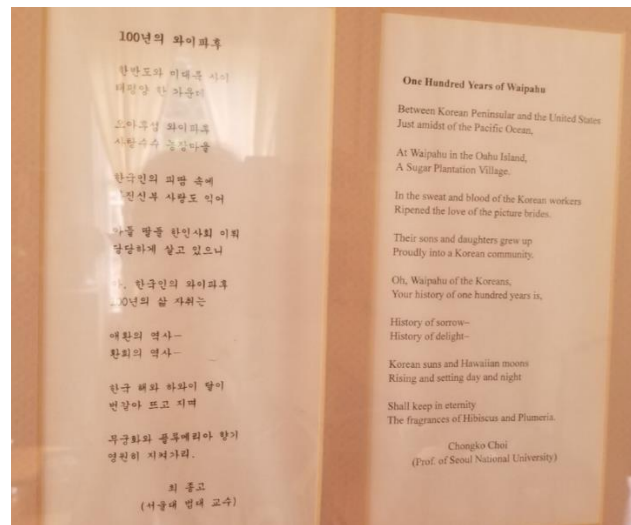 100년의 와이파후
한반도와 미대륙 사이
태평양 한 가운데
오아후섬 와이파후
사탕수수 농장마을
한국인의 피땀 속에
사랑도 익어
아들 딸들 한인사회 이뤄
당당하게 살고 있으니
한국인의 와이파후
100년의 삶 자취는
애환의 역사—
환희의 역사—
한국 해와 하와이 달이
번갈아 뜨고 지며
무궁화와 플루메리아 향기
영원히 지켜가리.
최 종고
(서울대 법대 교수)
One Hundred Years of Waipahu
Between Korean Peninsular and the United States
Just amidst of the Pacific Ocean,
At Waipahu in the Oahu Island,
A Sugar Plantation Village.
In the sweat and blood of the Korean workers
Ripened the love of the picture brides.
Their sons and daughters grew up
Proudly into a Korean community.
Oh, Waipahu of the Koreans,
Your history of one hundred years is,
History of sorrow–
History of delight–
Korean suns and Hawaiian moons
Rising and setting day and night
Shall keep in eternity
The fragrances of Hibiscus and Plumeria.
Chongko Choi
(Prof. of Seoul National University)